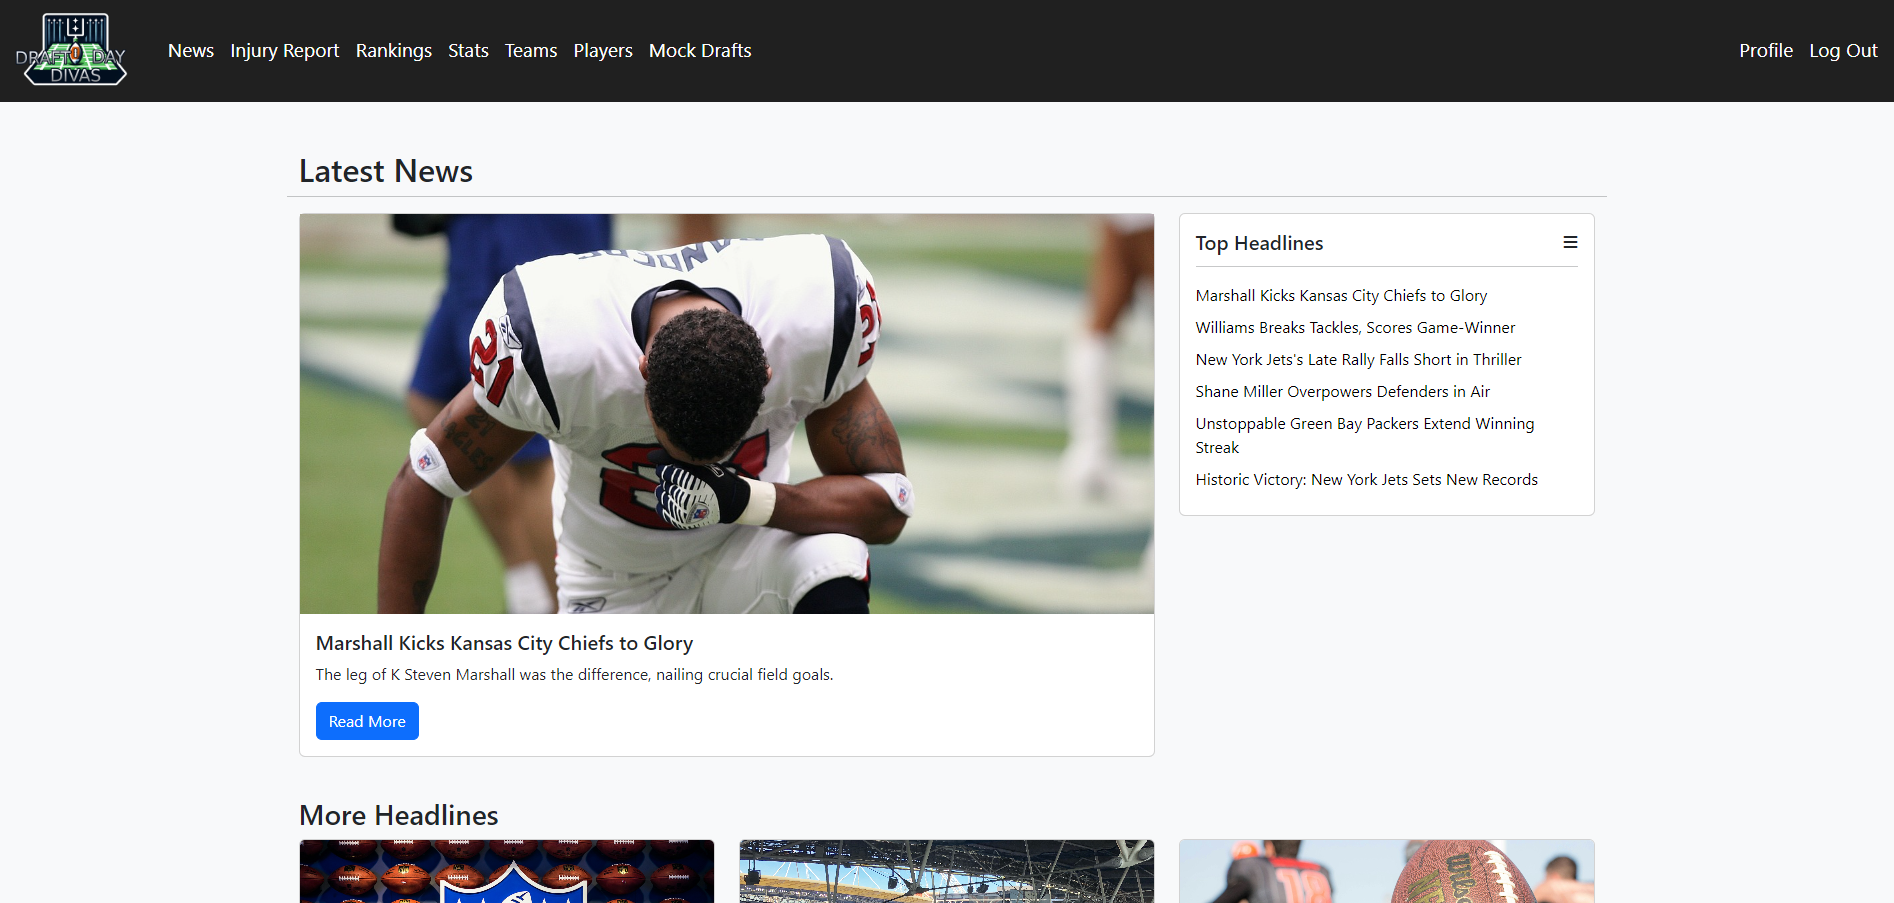 DRAFT DAY
DIVAS
News Injury Report Rankings Stats Teams Players Mock Drafts
Profile Log Out
Latest News
21
21
Marshall Kicks Kansas City Chiefs to Glory
The leg of K Steven Marshall was the difference, nailing crucial field goals.
Read More
Top Headlines
Marshall Kicks Kansas City Chiefs to Glory
Williams Breaks Tackles, Scores Game-Winner
New York Jets's Late Rally Falls Short in Thriller
Shane Miller Overpowers Defenders in Air
Unstoppable Green Bay Packers Extend Winning
Streak
Historic Victory: New York Jets Sets New Records
More Headlines